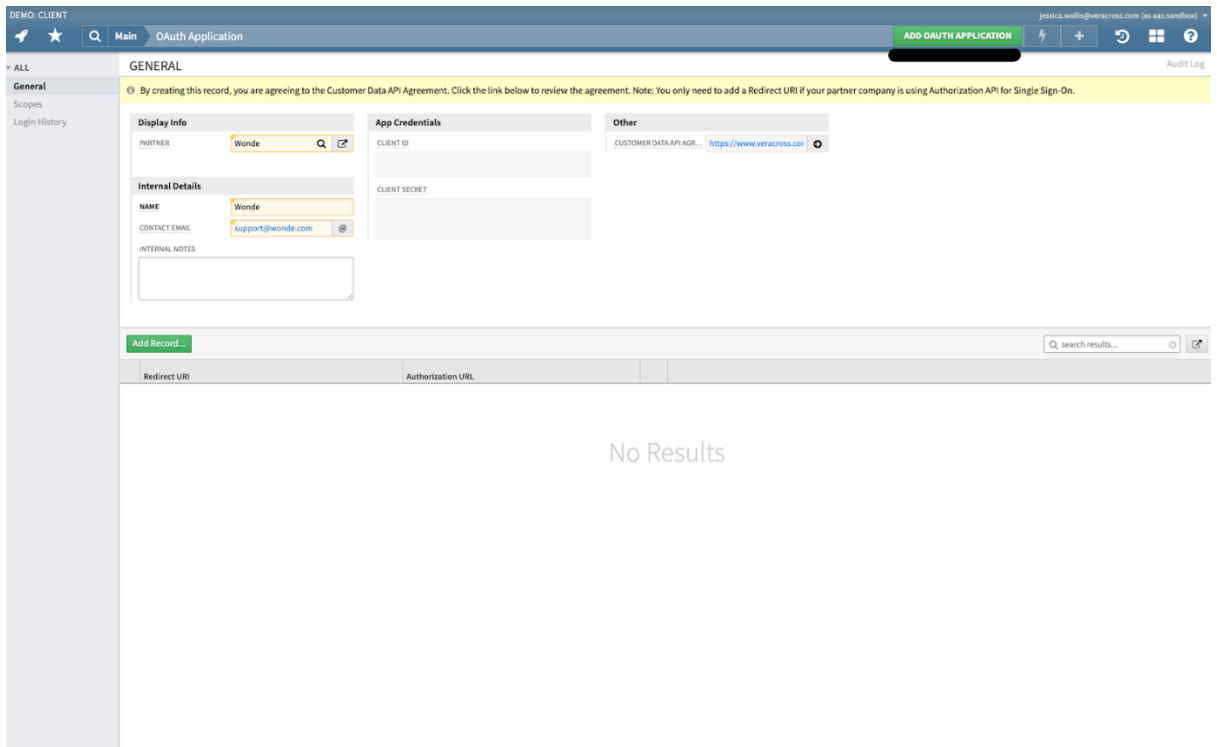 DEMO: CLIENT
jessica.wallis@veracross.com (as aas.sandbox)
Main OAuth Application ADD OAUTH APPLICATION
ALL
General
Scopes
Login History
GENERAL
Audit Log
By creating this record, you are agreeing to the Customer Data API Agreement. Click the link below to review the agreement. Note: You only need to add a Redirect URI if your partner company is using Authorization API for Single Sign-On.
Display Info
PARTNER Wonde
Internal Details
NAME Wonde
CONTACT EMAIL support@wonde.com @
INTERNAL NOTES
App Credentials
CLIENT ID
CLIENT SECRET
Other
CUSTOMER DATA API AGR... https://www.veracross.cor
Add Record...
search results...
Redirect URI Authorization URL
No Results